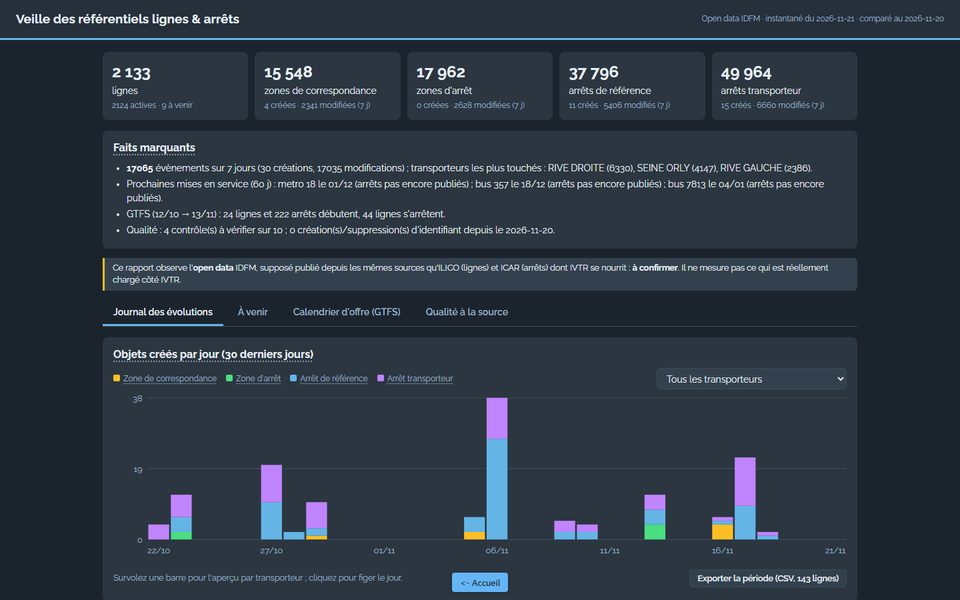 Veille des référentiels lignes & arrêts
Open data IDFM · instantané du 2026-11-21 · comparé au 2026-11-20
2 133
lignes
2124 actives · 9 à venir
15 548
zones de correspondance
4 créées · 2341 modifiées (7 j)
17 962
zones d'arrêt
0 créées · 2628 modifiées (7 j)
37 796
arrêts de référence
11 créés · 5406 modifiés (7 j)
49 964
arrêts transporteur
15 créés · 6660 modifiés (7 j)
Faits marquants
• 17065 évènements sur 7 jours (30 créations, 17035 modifications) ; transporteurs les plus touchés : RIVE DROITE (6330), SEINE ORLY (4147), RIVE GAUCHE (2386).
• Prochaines mises en service (60 j) : metro 18 le 01/12 (arrêts pas encore publiés) ; bus 357 le 18/12 (arrêts pas encore publiés) ; bus 7813 le 04/01 (arrêts pas encore
publiés).
• GTFS (12/10 → 13/11) : 24 lignes et 222 arrêts débutent, 44 lignes s'arrêtent.
• Qualité : 4 contrôle(s) à vérifier sur 10 ; 0 création(s)/suppression(s) d'identifiant depuis le 2026-11-20.
Ce rapport observe l'open data IDFM, supposé publié depuis les mêmes sources qu'ILICO (lignes) et ICAR (arrêts) dont IVTR se nourrit : à confirmer. Il ne mesure pas ce qui est réellement
chargé côté IVTR.
Journal des évolutions
À venir
Calendrier d'offre (GTFS)
Qualité à la source
Objets créés par jour (30 derniers jours)
Zone de correspondance
Zone d'arrêt
Arrêt de référence
Arrêt transporteur
Tous les transporteurs
38
19
0
22/10
27/10
01/11
06/11
11/11
16/11
21/11
Survolez une barre pour l'aperçu par transporteur ; cliquez pour figer le jour.
<- Accueil
Exporter la période (CSV, 143 lignes)